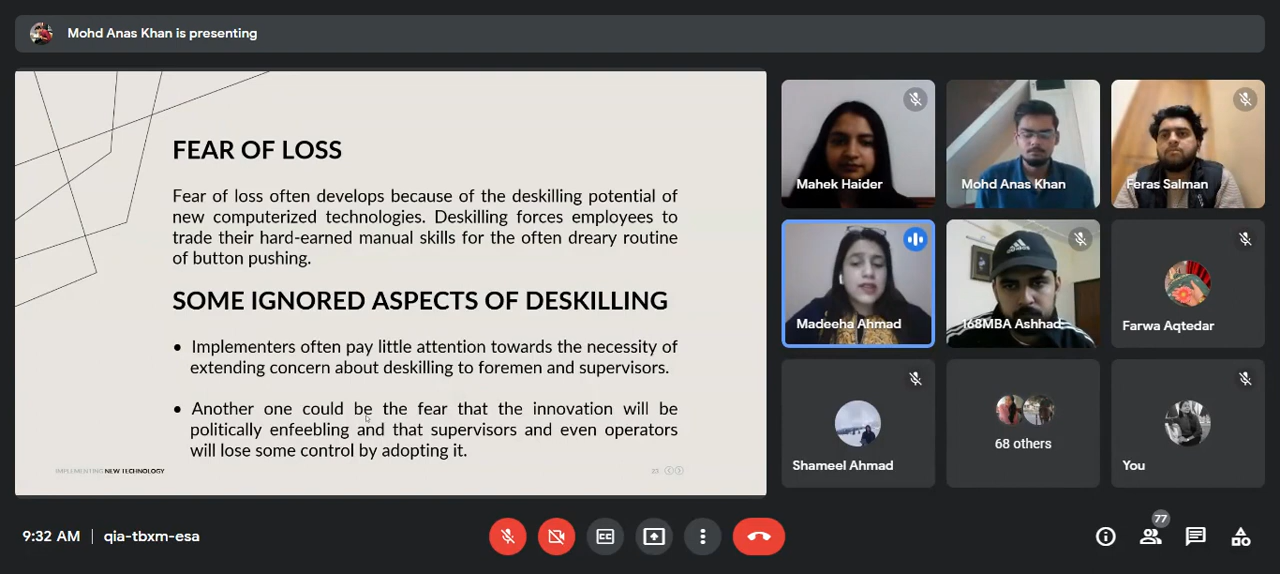 Mohd Anas Khan is presenting
FEAR OF LOSS
Fear of loss often develops because of the deskilling potential of
new computerized technologies. Deskilling forces employees to
trade their hard-earned manual skills for the often dreary routine
of button pushing.
SOME IGNORED ASPECTS OF DESKILLING
• Implementers often pay little attention towards the necessity of
extending concern about deskilling to foremen and supervisors.
• Another one could be the fear that the innovation will be
politically enfeebling and that supervisors and even operators
will lose some control by adopting it.
IMPLEMENTING NEW TECHNOLOGY
Mahek Haider
Mohd Anas Khan
Feras Salman
Madeeha Ahmad
168MBA Ashhad
Farwa Aqtedar
Shameel Ahmad
68 others
You
9:32 AM | qia-tbxm-esa
CC
77